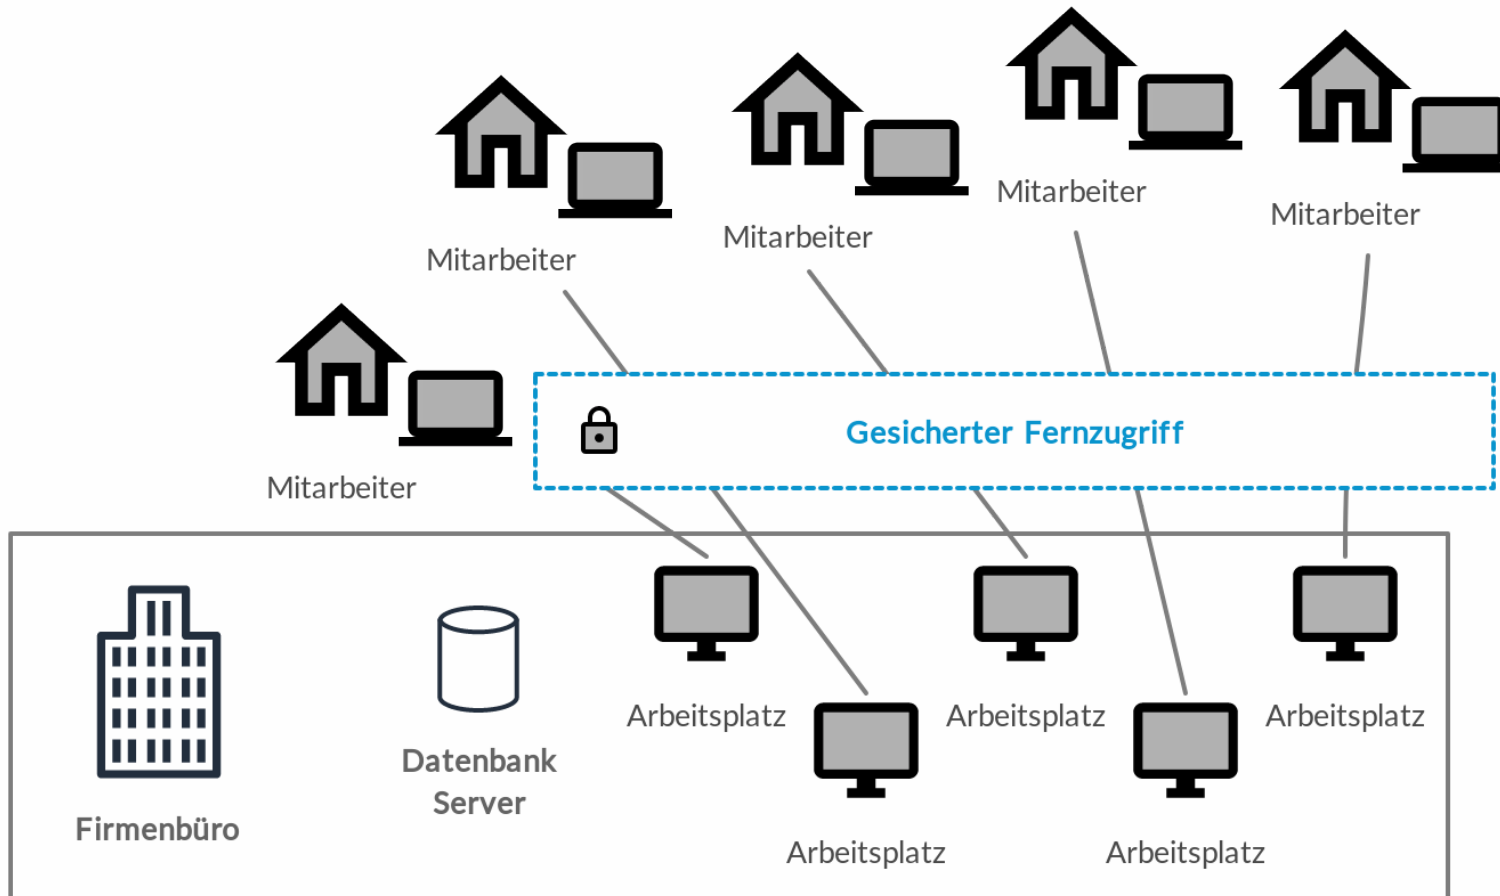 Mitarbeiter
Mitarbeiter
Mitarbeiter
Mitarbeiter
Gesicherter Fernzugriff
Mitarbeiter
Arbeitsplatz
Arbeitsplatz
Arbeitsplatz
Datenbank
Server
Firmenbüro
Arbeitsplatz
Arbeitsplatz